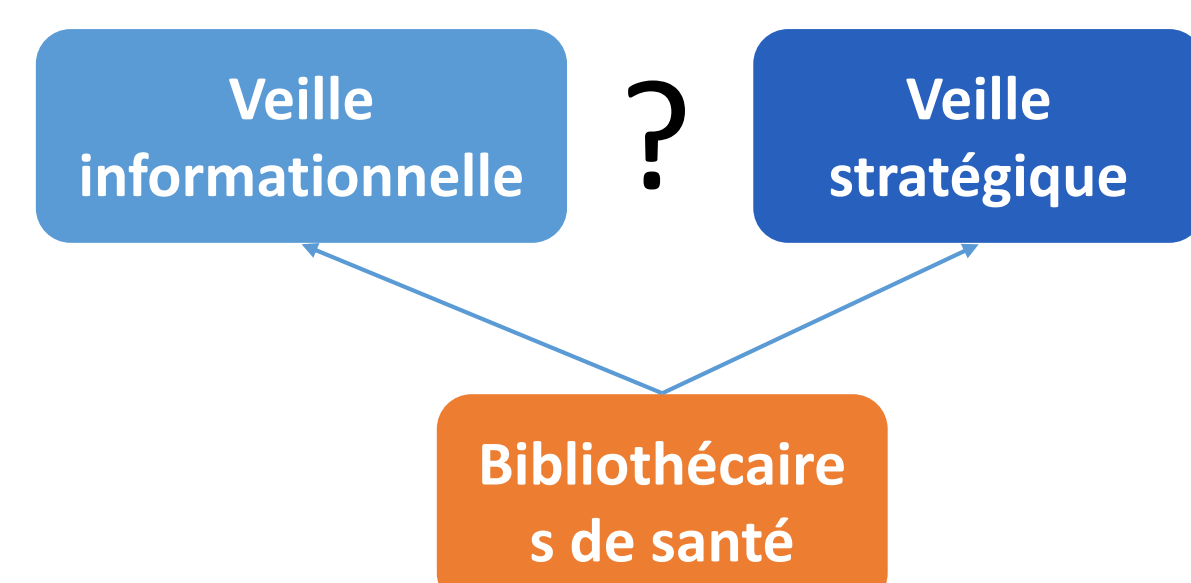 Veille
informationnelle
?
Veille
stratégique
Bibliothécaire
s de santé